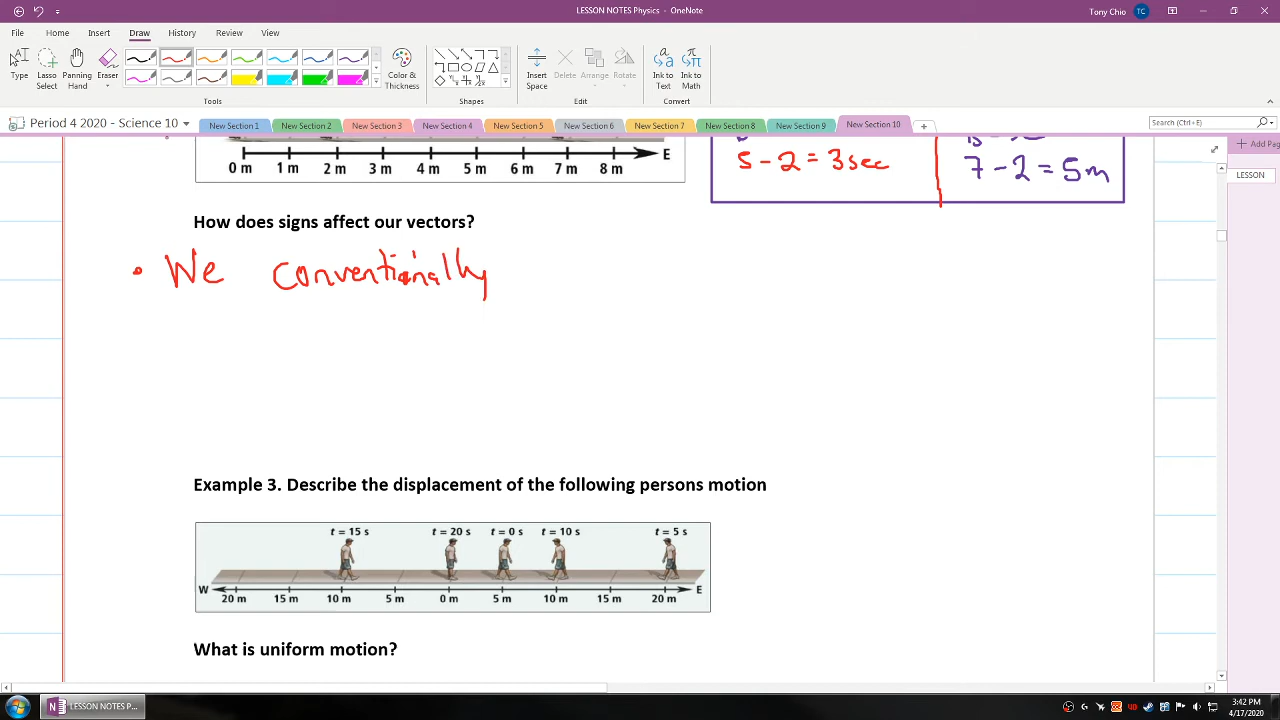 LESSON NOTES Physics - OneNote
Tony Chio TC
File Home Insert Draw History Review View
Type Lasso Select Panning Hand Eraser Color & Thickness Insert Space Delete Arrange Rotate Ink to Text Ink to Math
Tools Shapes Edit Convert
Period 4 2020 - Science 10 New Section 1 New Section 2 New Section 3 New Section 4 New Section 5 New Section 6 New Section 7 New Section 8 New Section 9 New Section 10 Search (Ctrl+E)
Add Pag
LESSON
E
0 m 1 m 2 m 3 m 4 m 5 m 6 m 7 m 8 m
5 - 2 = 3 sec
7 - 2 = 5m
How does signs affect our vectors?
• We conventionally
Example 3. Describe the displacement of the following persons motion
t = 15 s t = 20 s t = 0 s t = 10 s t = 5 s
W E
20 m 15 m 10 m 5 m 0 m 5 m 10 m 15 m 20 m
What is uniform motion?
LESSON NOTES P...
3:42 PM
4/17/2020